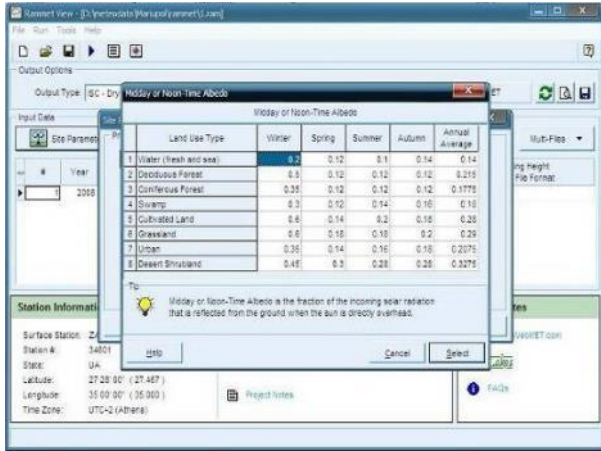 Rammet View - [D:\meteodata\Mariupol\rammet\1.ram]
File Run Tools Help
Output Options
Output Type: ISC - Dry
Input Data
Site Paramet
Multi-Files
# Year
1 2008
ing Height
File Format
Midday or Noon-Time Albedo
Midday or Noon-Time Albedo
Land Use Type Winter Spring Summer Autumn Annual Average
1 Water (fresh and sea) 0.2 0.12 0.1 0.14 0.14
2 Deciduous Forest 0.5 0.12 0.12 0.12 0.215
3 Coniferous Forest 0.35 0.12 0.12 0.12 0.1775
4 Swamp 0.3 0.12 0.14 0.16 0.18
5 Cultivated Land 0.6 0.14 0.2 0.18 0.28
6 Grassland 0.6 0.18 0.18 0.2 0.29
7 Urban 0.35 0.14 0.16 0.18 0.2075
8 Desert Shrubland 0.45 0.3 0.28 0.28 0.3275
Tip
Midday or Noon-Time Albedo is the fraction of the incoming solar radiation
that is reflected from the ground when the sun is directly overhead.
Help Cancel Select
Station Informati
Surface Station: ZA
Station #: 34601
State: UA
Latitude: 27 28 00" ( 27.467 )
Longitude: 35 00 00" ( 35.000 )
Time Zone: UTC+2 (Athens)
Project Notes
tes
Lakes
FAQs